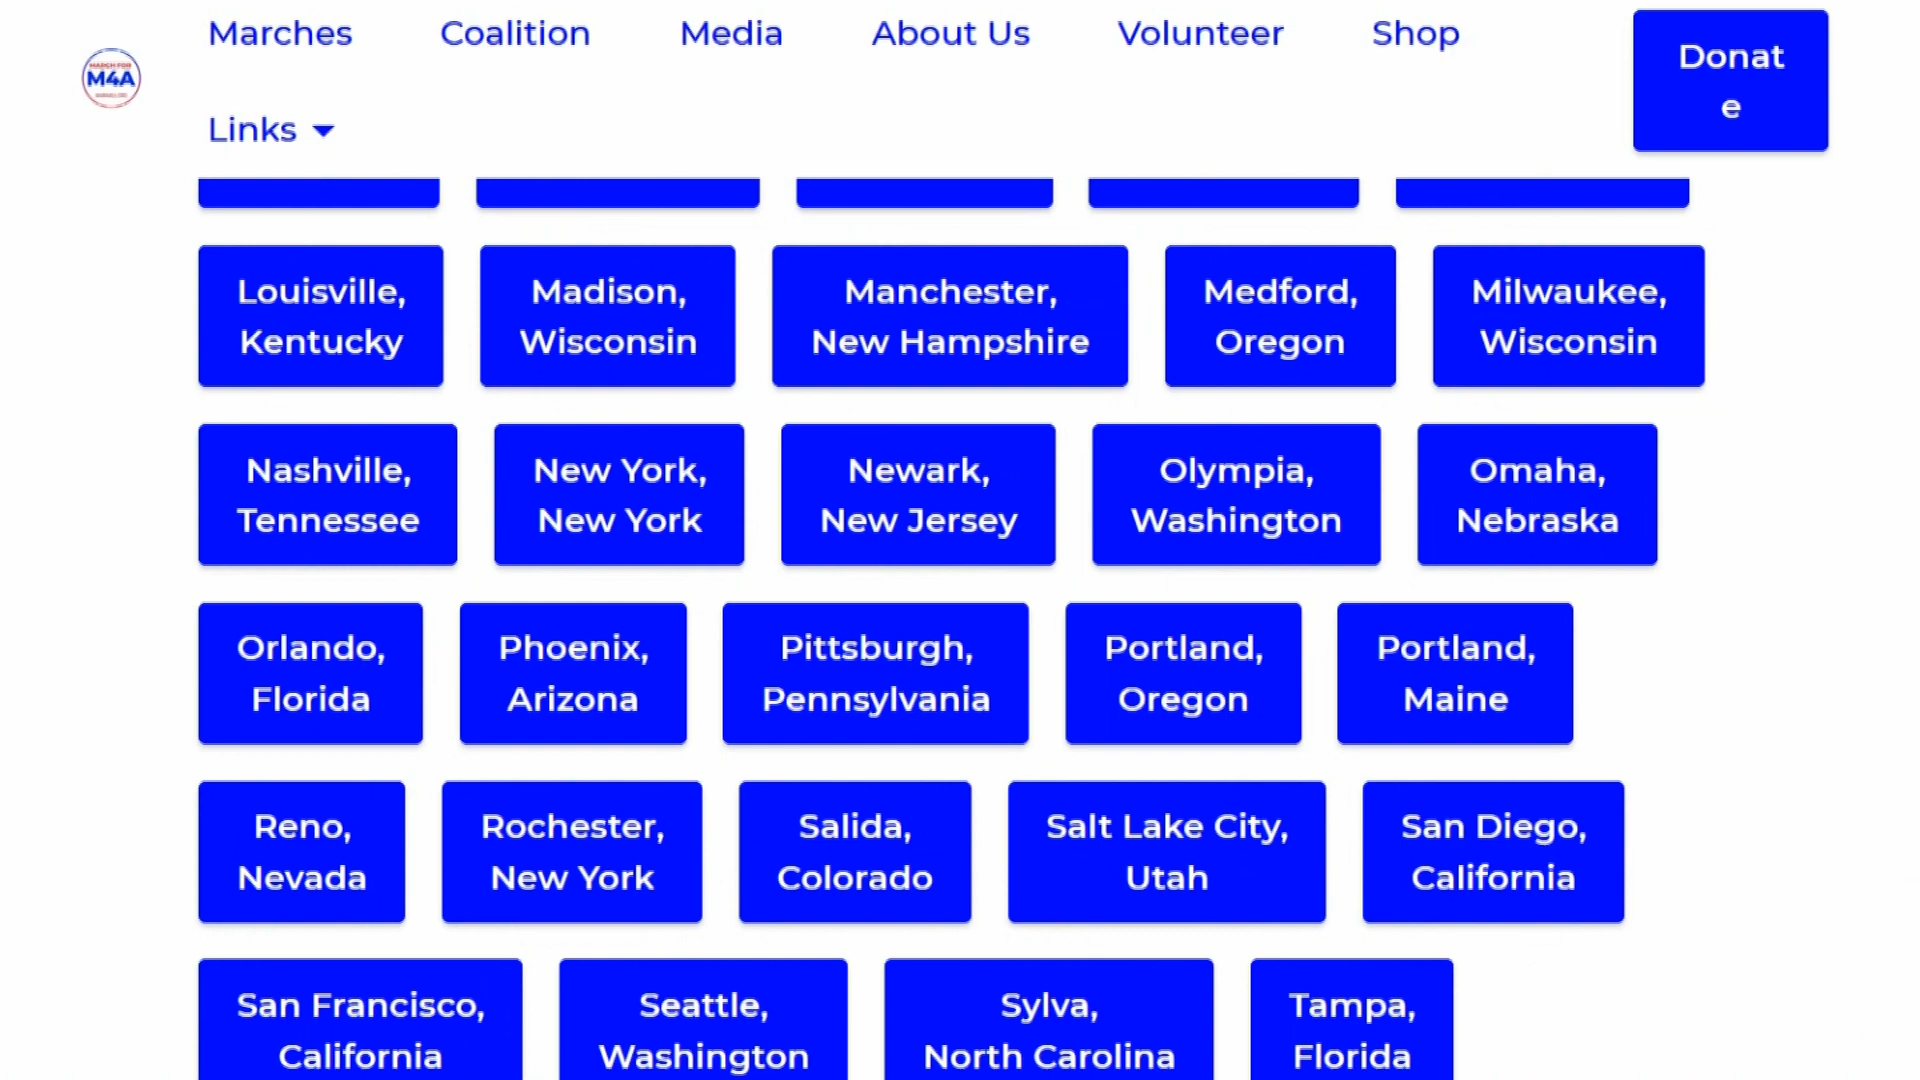 Marches
Coalition
Media
About Us
Volunteer
Shop
Donat
e
MARCH FOR
M4A
Links
Louisville,
Kentucky
Madison,
Wisconsin
Manchester,
New Hampshire
Medford,
Oregon
Milwaukee,
Wisconsin
Nashville,
Tennessee
New York,
New York
Newark,
New Jersey
Olympia,
Washington
Omaha,
Nebraska
Orlando,
Florida
Phoenix,
Arizona
Pittsburgh,
Pennsylvania
Portland,
Oregon
Portland,
Maine
Reno,
Nevada
Rochester,
New York
Salida,
Colorado
Salt Lake City,
Utah
San Diego,
California
San Francisco,
California
Seattle,
Washington
Sylva,
North Carolina
Tampa,
Florida